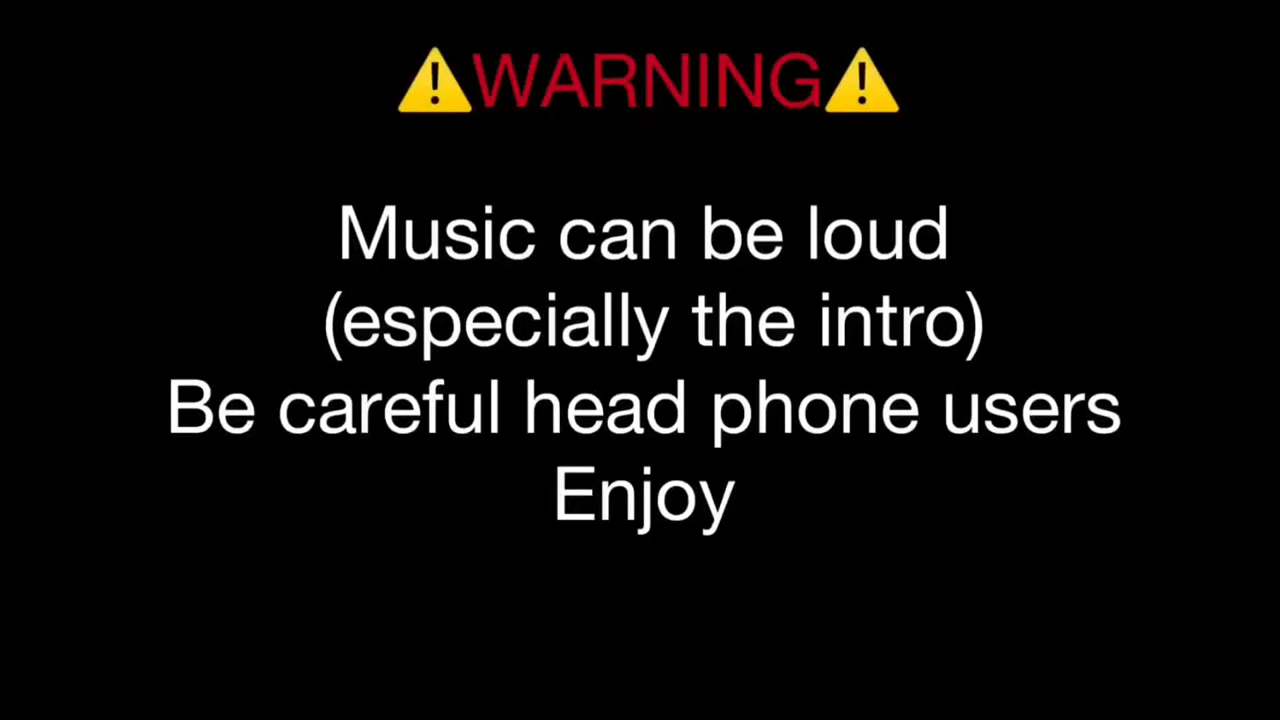 ⚠️WARNING⚠️
Music can be loud
(especially the intro)
Be careful head phone users
Enjoy